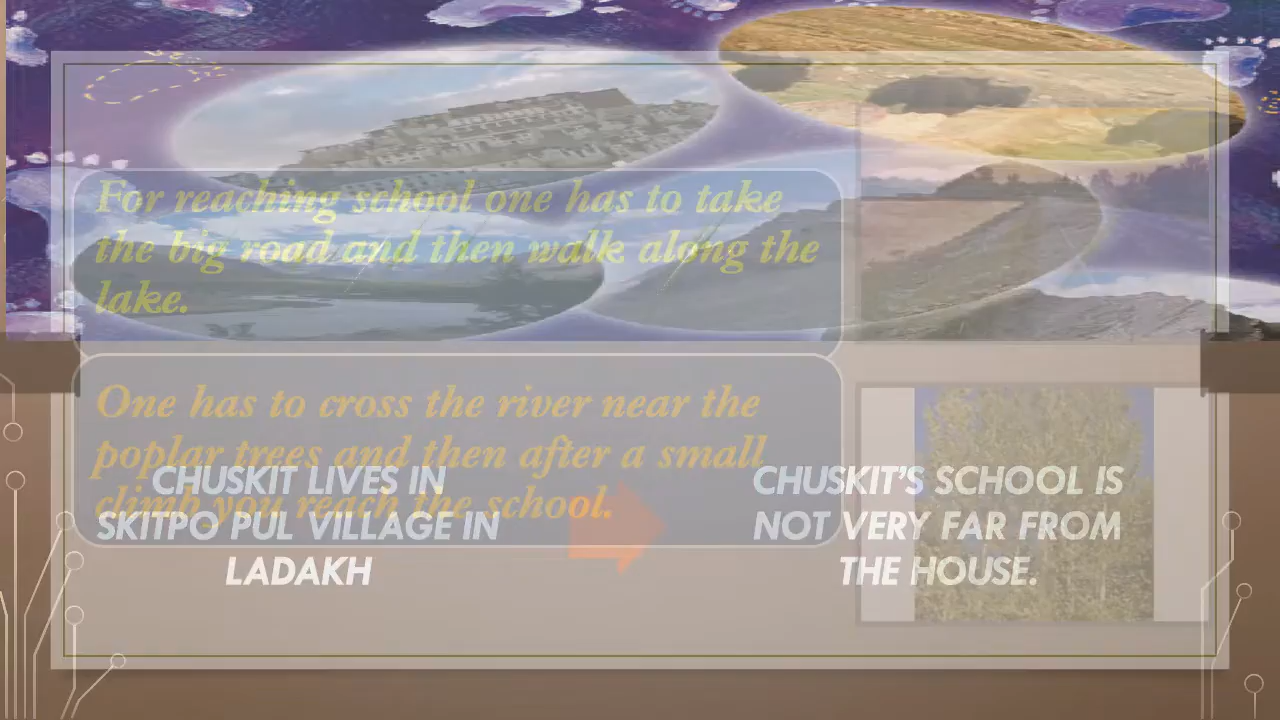 For reaching school one has to take
the big road and then walk along the
lake.
One has to cross the river near the
poplar trees and then after a small
climb you reach the school.
CHUSKIT LIVES IN
SKITPO PUL VILLAGE IN
LADAKH
CHUSKIT'S SCHOOL IS
NOT VERY FAR FROM
THE HOUSE.